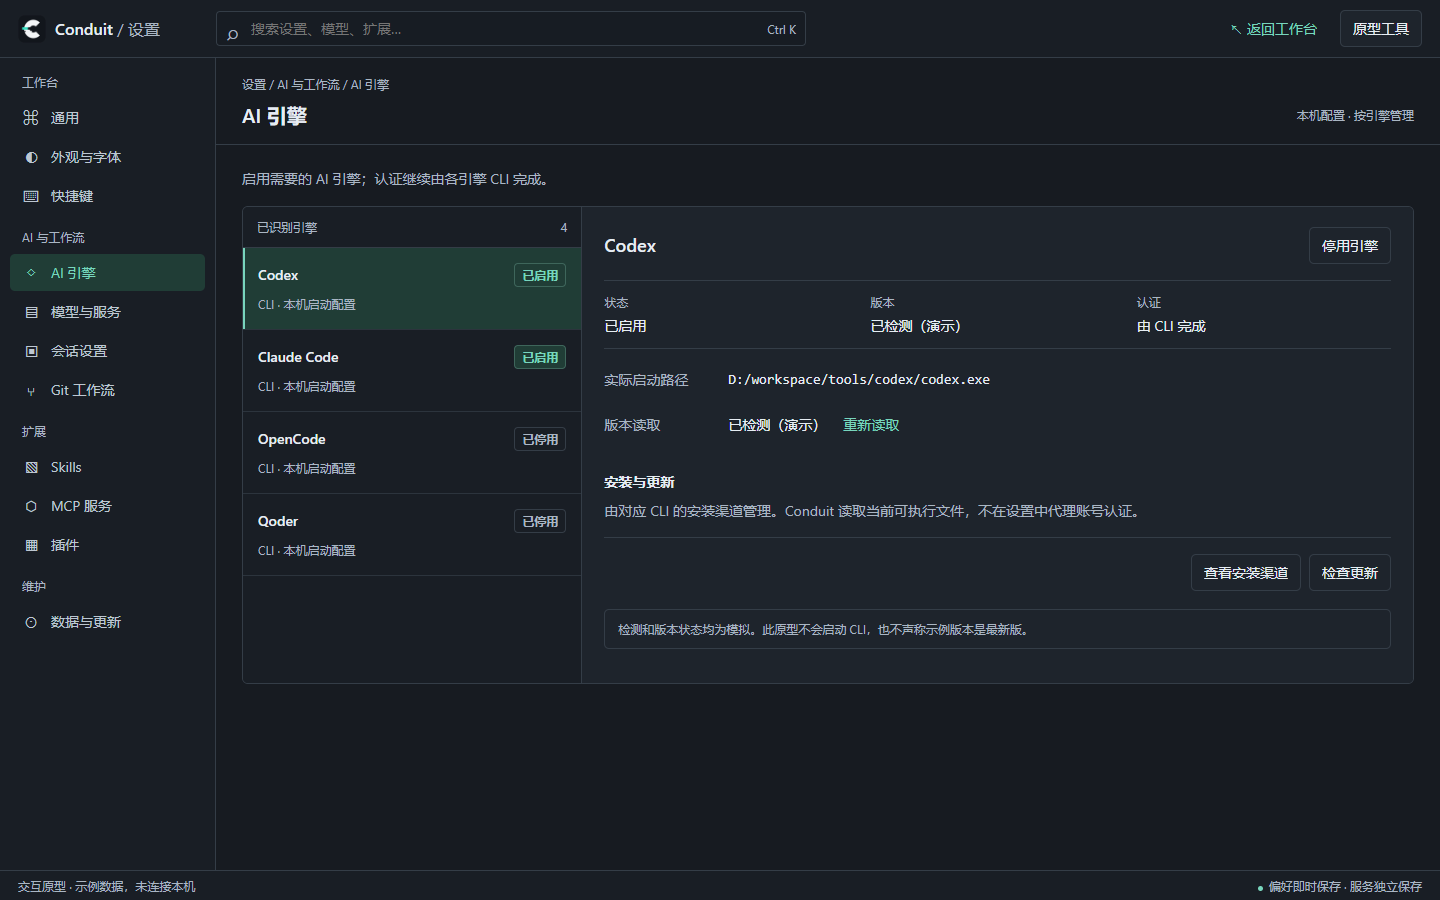 Conduit / 设置
搜索设置、模型、扩展...
Ctrl K
↖ 返回工作台
原型工具
工作台
通用
外观与字体
快捷键
AI 与工作流
AI 引擎
模型与服务
会话设置
Git 工作流
扩展
Skills
MCP 服务
插件
维护
数据与更新
设置 / AI 与工作流 / AI 引擎
AI 引擎
本机配置 · 按引擎管理
启用需要的 AI 引擎；认证继续由各引擎 CLI 完成。
已识别引擎 4
Codex 已启用
CLI · 本机启动配置
Claude Code 已启用
CLI · 本机启动配置
OpenCode 已停用
CLI · 本机启动配置
Qoder 已停用
CLI · 本机启动配置
Codex
停用引擎
状态 版本 认证
已启用 已检测（演示） 由 CLI 完成
实际启动路径 D:/workspace/tools/codex/codex.exe
版本读取 已检测（演示） 重新读取
安装与更新
由对应 CLI 的安装渠道管理。Conduit 读取当前可执行文件，不在设置中代理账号认证。
查看安装渠道 检查更新
检测和版本状态均为模拟。此原型不会启动 CLI，也不声称示例版本是最新版。
交互原型 · 示例数据，未连接本机
偏好即时保存 · 服务独立保存